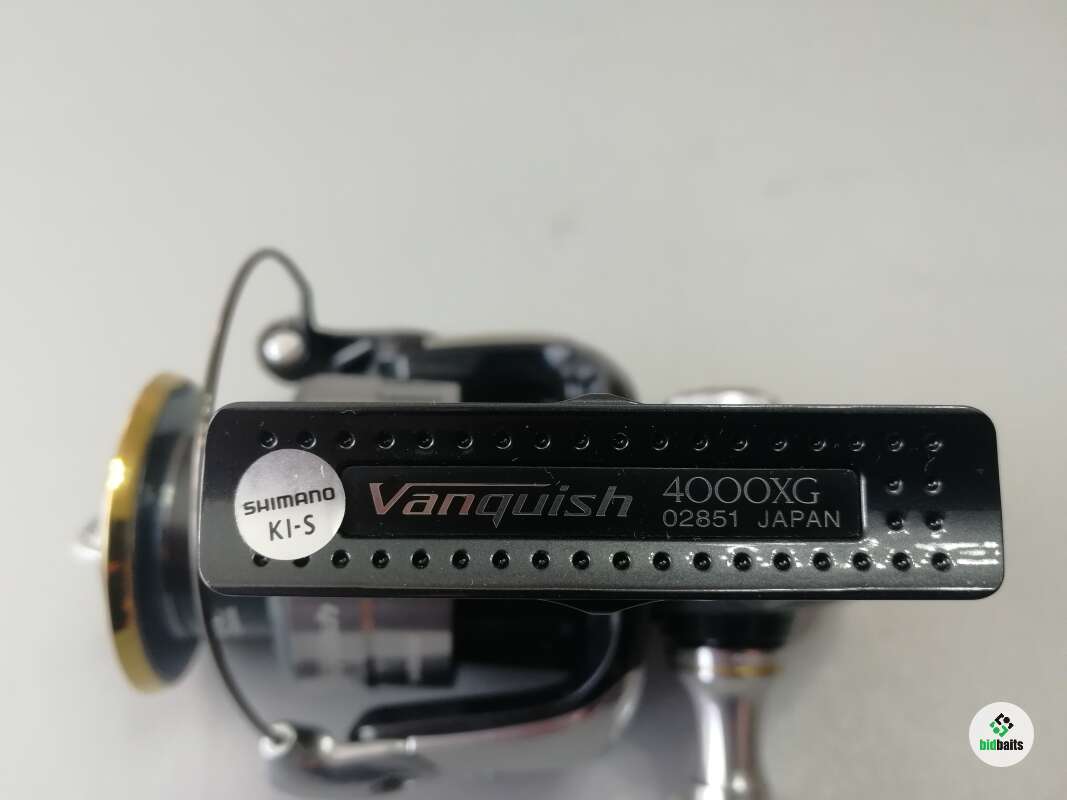 SHIMANO
KI-S
Vanquish
4000XG
02851 JAPAN
bidbaits